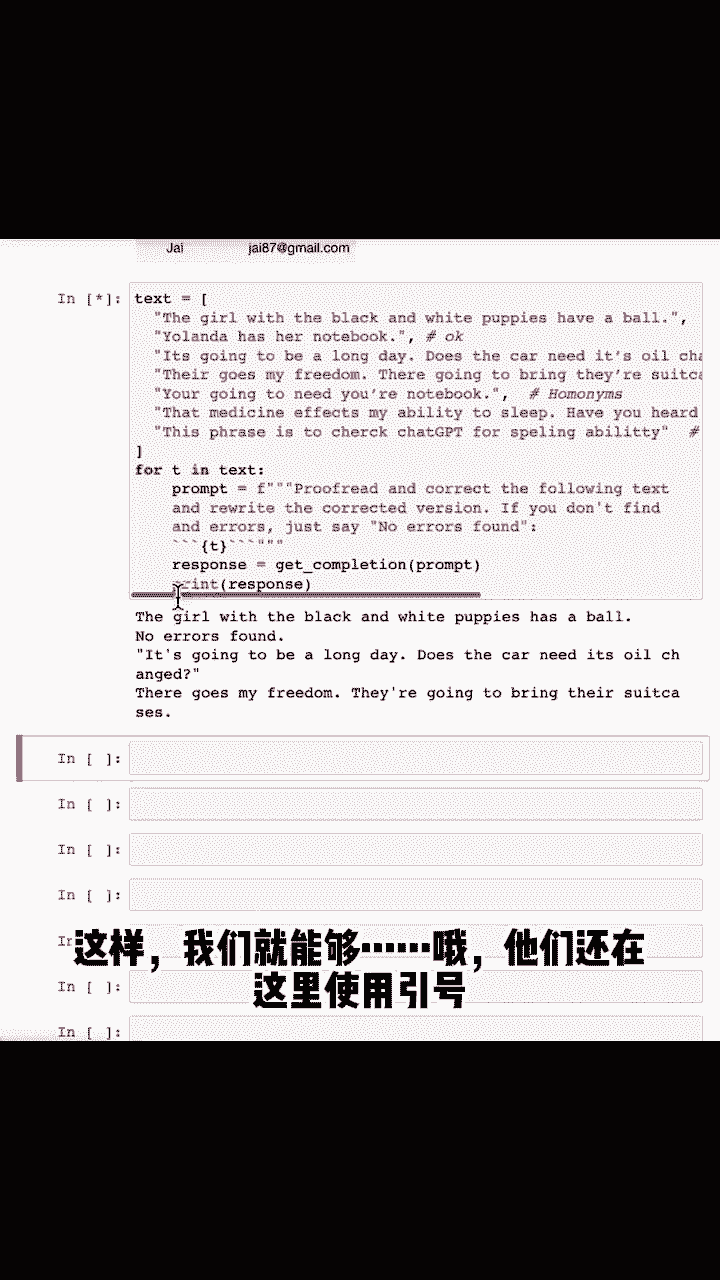 Jai jai87@gmail.com
In [*]: text = [
"The girl with the black and white puppies have a ball.",
"Yolanda has her notebook.", # ok
"Its going to be a long day. Does the car need it's oil cha
"Their goes my freedom. There going to bring they're suitca
"Your going to need you're notebook.", # Homonyms
"That medicine effects my ability to sleep. Have you heard
"This phrase is to cherck chatGPT for speling abilitty" #
]
for t in text:
prompt = f"""Proofread and correct the following text
and rewrite the corrected version. If you don't find
and errors, just say "No errors found":
```{t}```"""
response = get_completion(prompt)
print(response)
The girl with the black and white puppies has a ball.
No errors found.
"It's going to be a long day. Does the car need its oil ch
anged?"
There goes my freedom. They're going to bring their suitca
ses.
In [ ]:
In [ ]:
In [ ]:
In [ ]:
In
这样，我们就能够……哦，他们还在
In [ ]:
这里使用引号
In [ ]: